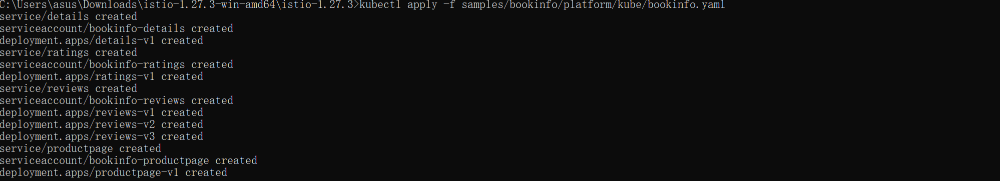 C:\Users\asus\Downloads\istio-1.27.3-win-amd64\istio-1.27.3>kubectl apply -f samples/bookinfo/platform/kube/bookinfo.yaml
service/details created
serviceaccount/bookinfo-details created
deployment.apps/details-v1 created
service/ratings created
serviceaccount/bookinfo-ratings created
deployment.apps/ratings-v1 created
service/reviews created
serviceaccount/bookinfo-reviews created
deployment.apps/reviews-v1 created
deployment.apps/reviews-v2 created
deployment.apps/reviews-v3 created
service/productpage created
serviceaccount/bookinfo-productpage created
deployment.apps/productpage-v1 created